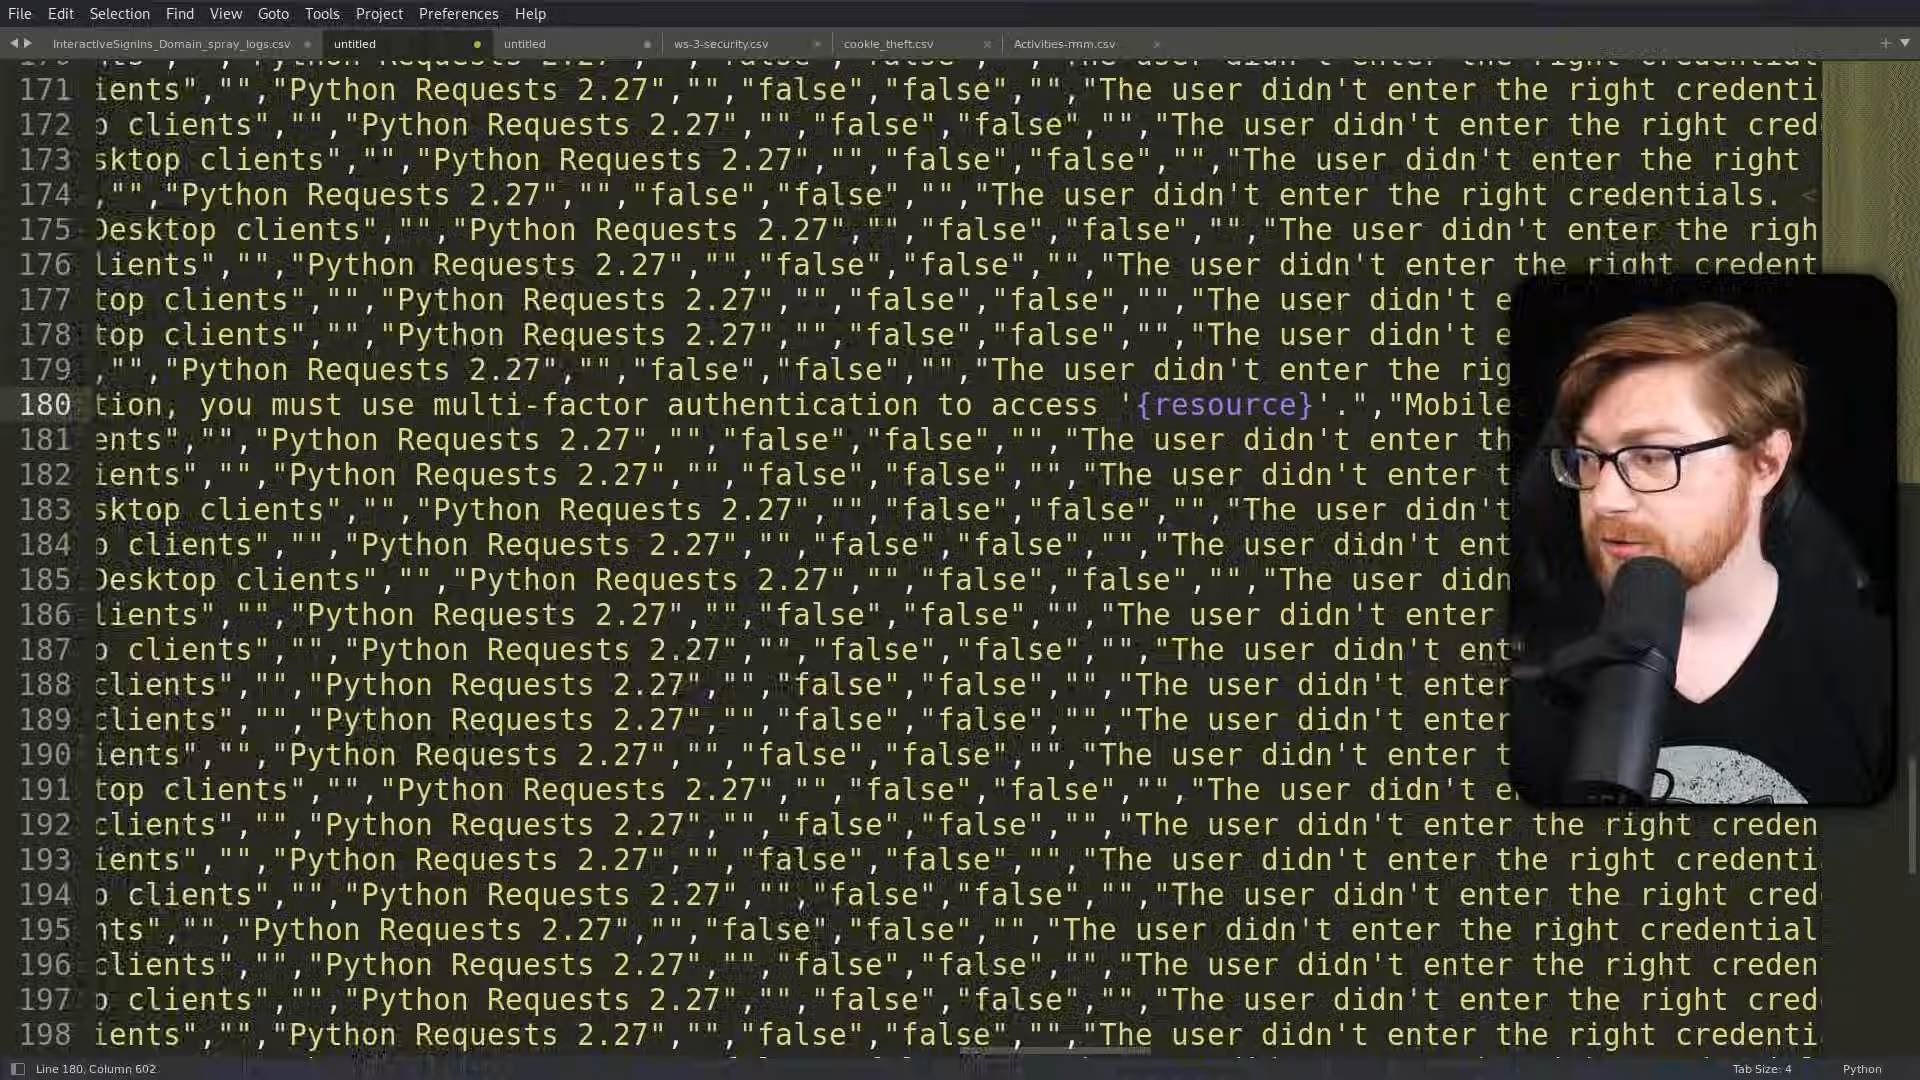 File Edit Selection Find View Goto Tools Project Preferences Help
InteractiveSignIns_Domain_spray_logs.csv untitled untitled ws-3-security.csv cookie_theft.csv Activities-rmm.csv
171 ients","","Python Requests 2.27","","false","false","","The user didn't enter the right credenti
172 p clients","","Python Requests 2.27","","false","false","","The user didn't enter the right cred
173 sktop clients","","Python Requests 2.27","","false","false","","The user didn't enter the right
174 ,"","Python Requests 2.27","","false","false","","The user didn't enter the right credentials.
175 Desktop clients","","Python Requests 2.27","","false","false","","The user didn't enter the righ
176 lients","","Python Requests 2.27","","false","false","","The user didn't enter the right credent
177 top clients","","Python Requests 2.27","","false","false","","The user didn't e
178 top clients","","Python Requests 2.27","","false","false","","The user didn't e
179 ,"","Python Requests 2.27","","false","false","","The user didn't enter the rig
180 tion, you must use multi-factor authentication to access '{resource}'.","Mobile
181 ents","","Python Requests 2.27","","false","false","","The user didn't enter th
182 ients","","Python Requests 2.27","","false","false","","The user didn't enter t
183 sktop clients","","Python Requests 2.27","","false","false","","The user didn't
184 p clients","","Python Requests 2.27","","false","false","","The user didn't ent
185 Desktop clients","","Python Requests 2.27","","false","false","","The user didn
186 lients","","Python Requests 2.27","","false","false","","The user didn't enter
187 p clients","","Python Requests 2.27","","false","false","","The user didn't ent
188 clients","","Python Requests 2.27","","false","false","","The user didn't enter
189 clients","","Python Requests 2.27","","false","false","","The user didn't enter
190 ients","","Python Requests 2.27","","false","false","","The user didn't enter t
191 top clients","","Python Requests 2.27","","false","false","","The user didn't e
192 clients","","Python Requests 2.27","","false","false","","The user didn't enter the right creden
193 ients","","Python Requests 2.27","","false","false","","The user didn't enter the right credenti
194 p clients","","Python Requests 2.27","","false","false","","The user didn't enter the right cred
195 nts","","Python Requests 2.27","","false","false","","The user didn't enter the right credential
196 clients","","Python Requests 2.27","","false","false","","The user didn't enter the right creden
197 p clients","","Python Requests 2.27","","false","false","","The user didn't enter the right cred
198 ients","","Python Requests 2.27","","false","false","","The user didn't enter the right credenti
Line 180, Column 602 Tab Size: 4 Python